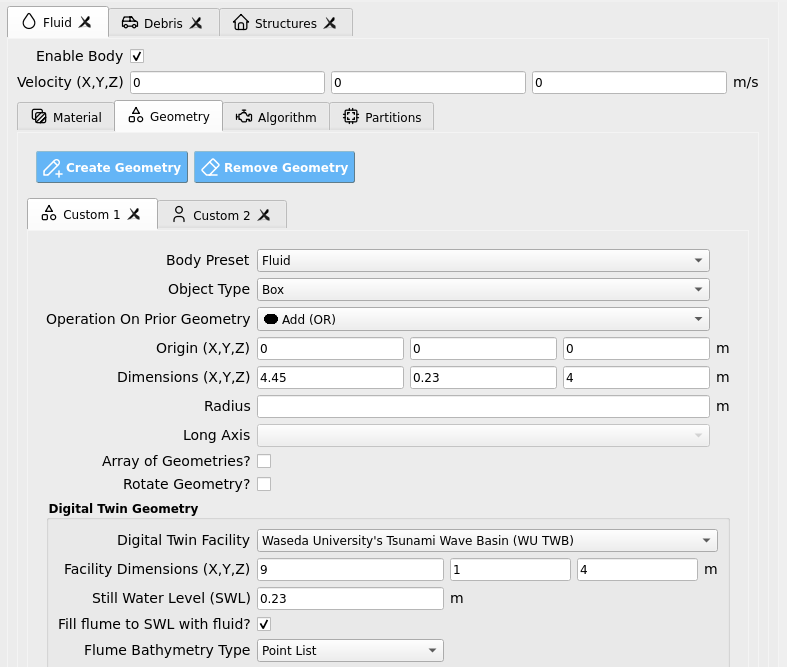 Fluid Debris Structures
Enable Body
Velocity (X,Y,Z) 0 0 0 m/s
Material Geometry Algorithm Partitions
Create Geometry Remove Geometry
Custom 1 Custom 2
Body Preset Fluid
Object Type Box
Operation On Prior Geometry Add (OR)
Origin (X,Y,Z) 0 0 0 m
Dimensions (X,Y,Z) 4.45 0.23 4 m
Radius m
Long Axis
Array of Geometries?
Rotate Geometry?
Digital Twin Geometry
Digital Twin Facility Waseda University's Tsunami Wave Basin (WU TWB)
Facility Dimensions (X,Y,Z) 9 1 4 m
Still Water Level (SWL) 0.23 m
Fill flume to SWL with fluid?
Flume Bathymetry Type Point List